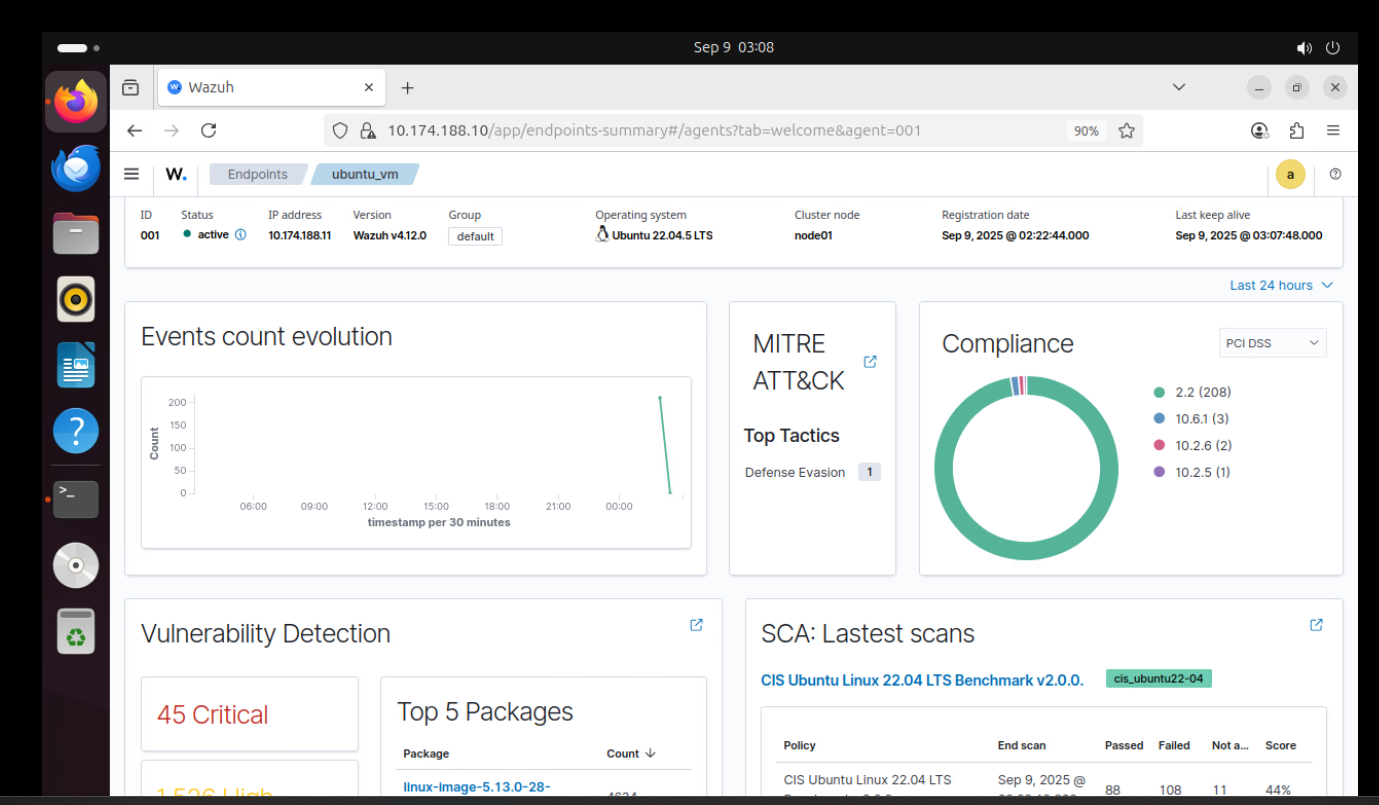 Sep 9 03:08
Wazuh
10.174.188.10/app/endpoints-summary#/agents?tab=welcome&agent=001
90%
W.
Endpoints
ubuntu_vm
a
ID
Status
IP address
Version
Group
Operating system
Cluster node
Registration date
Last keep alive
001
active
10.174.188.11
Wazuh v4.12.0
default
Ubuntu 22.04.5 LTS
node01
Sep 9, 2025 @ 02:22:44.000
Sep 9, 2025 @ 03:07:48.000
Last 24 hours
Events count evolution
200
150
100
50
0
Count
06:00
09:00
12:00
15:00
18:00
21:00
00:00
timestamp per 30 minutes
MITRE
ATT&CK
Top Tactics
Defense Evasion 1
Compliance
PCI DSS
2.2 (208)
10.6.1 (3)
10.2.6 (2)
10.2.5 (1)
Vulnerability Detection
45 Critical
Top 5 Packages
Package
Count
linux-image-5.13.0-28-
SCA: Lastest scans
CIS Ubuntu Linux 22.04 LTS Benchmark v2.0.0.
cis_ubuntu22-04
Policy
End scan
Passed
Failed
Not a...
Score
CIS Ubuntu Linux 22.04 LTS
Sep 9, 2025 @
88
108
11
44%